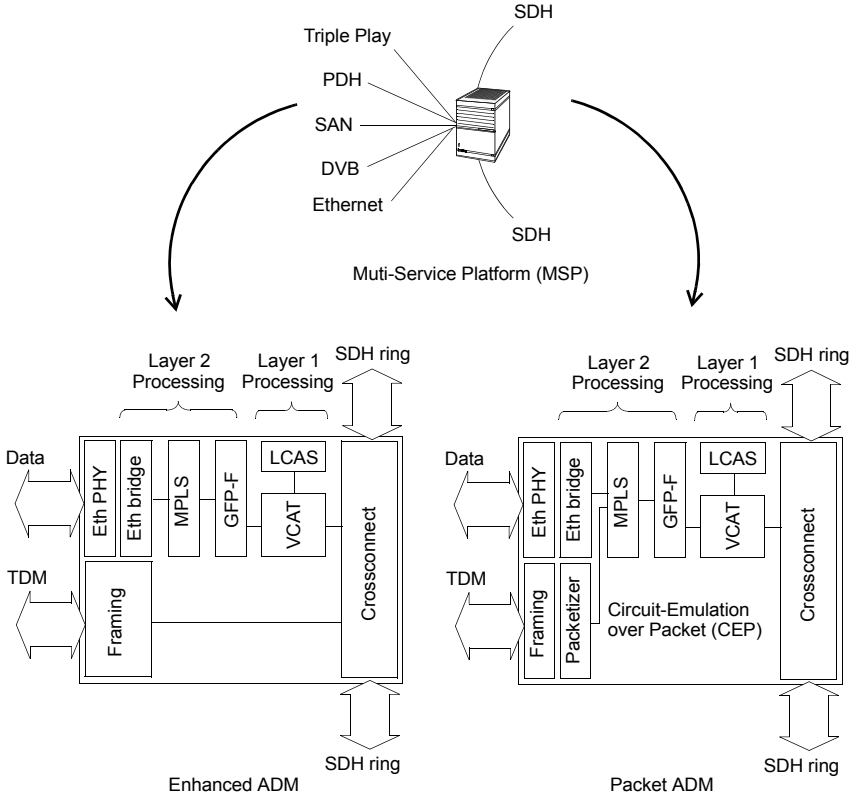 SDH
Triple Play
PDH
SAN
DVB
Ethernet
SDH
Muti-Service Platform (MSP)
Layer 2
Processing
Layer 1
Processing
SDH ring
Data
Eth PHY
Eth bridge
MPLS
GFP-F
LCAS
VCAT
Crossconnect
TDM
Framing
SDH ring
Enhanced ADM
Layer 2
Processing
Layer 1
Processing
SDH ring
Data
Eth PHY
Eth bridge
MPLS
GFP-F
LCAS
VCAT
Crossconnect
TDM
Framing
Packetizer
Circuit-Emulation
over Packet (CEP)
SDH ring
Packet ADM